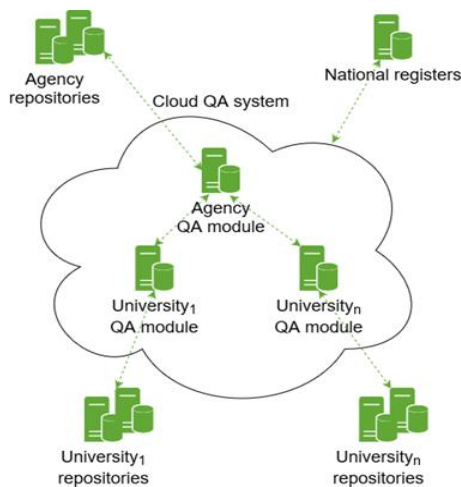 Agency
repositories
National registers
Cloud QA system
Agency
QA module
University₁
QA module
Universityₙ
QA module
University₁
repositories
Universityₙ
repositories